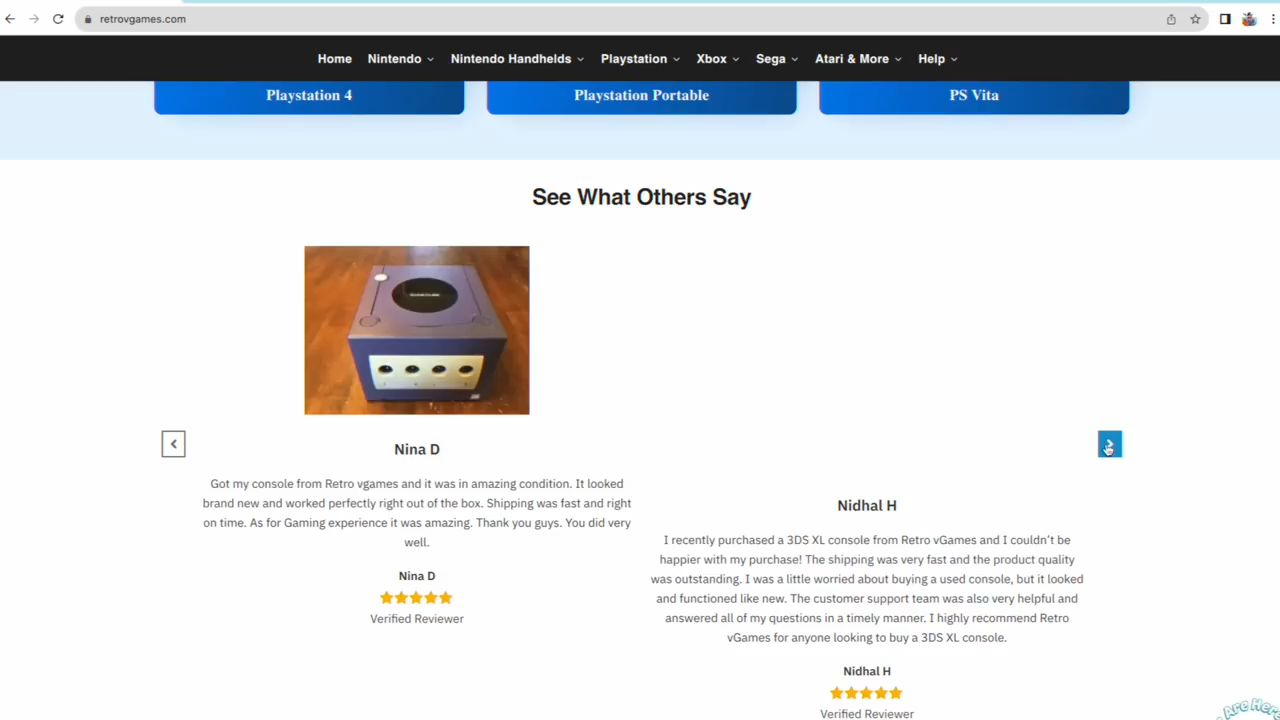 retrovgames.com
Home
Nintendo
Nintendo Handhelds
Playstation
Xbox
Sega
Atari & More
Help
Playstation 4
Playstation Portable
PS Vita
See What Others Say
Nina D
Got my console from Retro vgames and it was in amazing condition. It looked
brand new and worked perfectly right out of the box. Shipping was fast and right
on time. As for Gaming experience it was amazing. Thank you guys. You did very
well.
Nina D
Verified Reviewer
Nidhal H
I recently purchased a 3DS XL console from Retro vGames and I couldn't be
happier with my purchase! The shipping was very fast and the product quality
was outstanding. I was a little worried about buying a used console, but it looked
and functioned like new. The customer support team was also very helpful and
answered all of my questions in a timely manner. I highly recommend Retro
vGames for anyone looking to buy a 3DS XL console.
Nidhal H
Verified Reviewer
Are Here